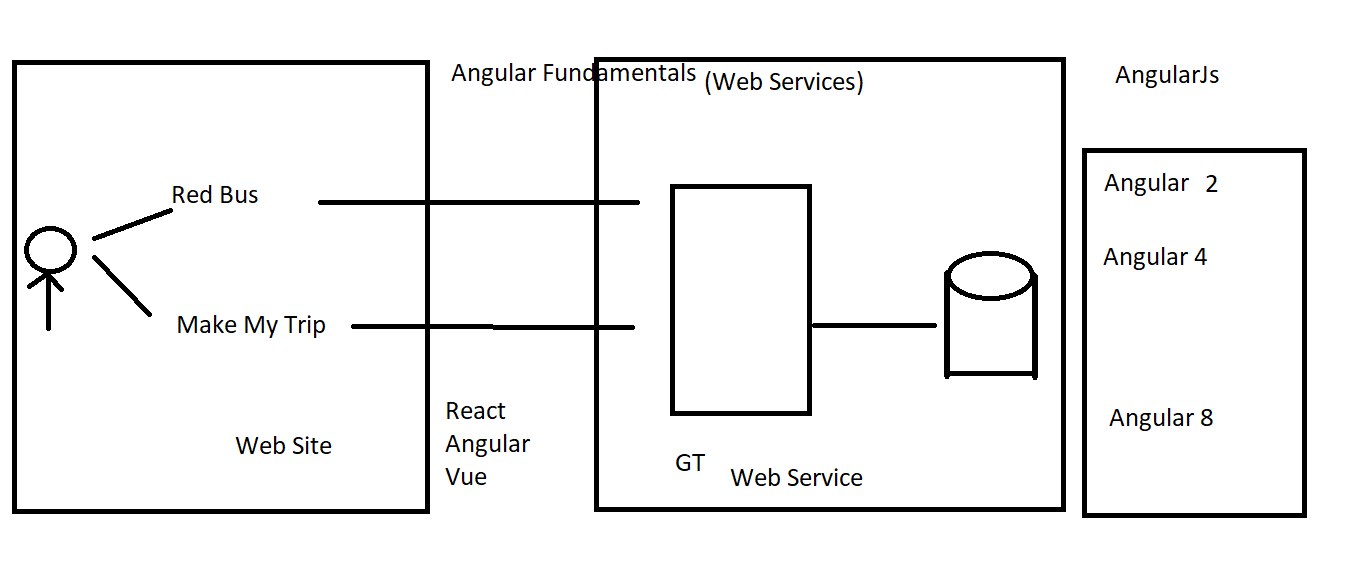 Angular Fundamentals
(Web Services)
AngularJs
Red Bus
Make My Trip
Web Site
React
Angular
Vue
GT
Web Service
Angular 2
Angular 4
Angular 8